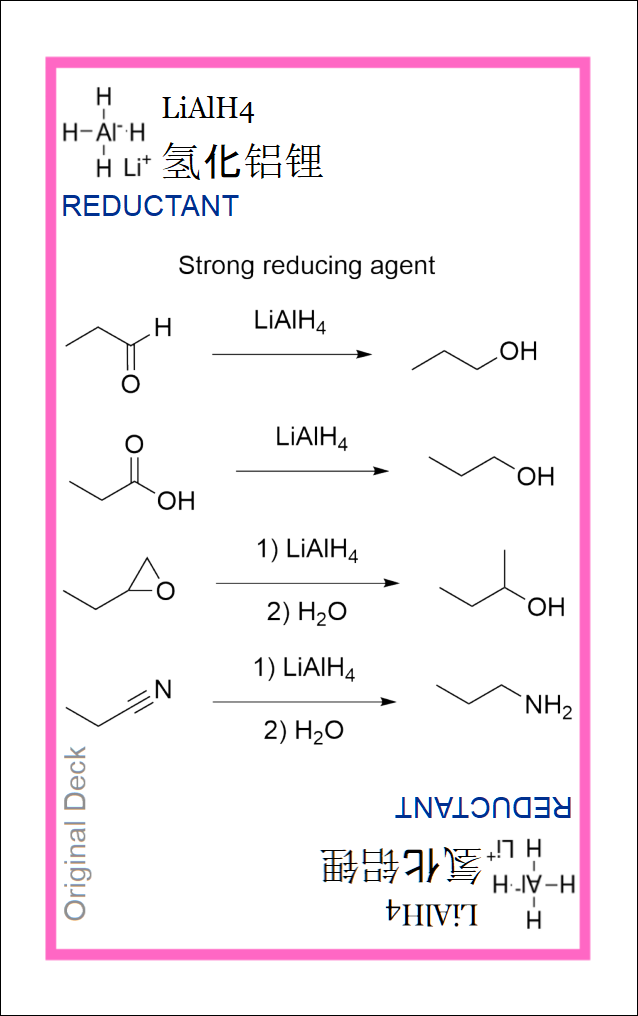 H
H-Al⁻·H
H Li⁺
LiAlH4
氢化铝锂
REDUCTANT
Strong reducing agent
H
O
LiAlH₄
OH
O
OH
LiAlH₄
OH
O
1) LiAlH₄
2) H₂O
OH
N
1) LiAlH₄
2) H₂O
NH₂
Original Deck
REDUCTANT
氢化铝锂
LiAlH4
H
H-Al⁻·H
H Li⁺